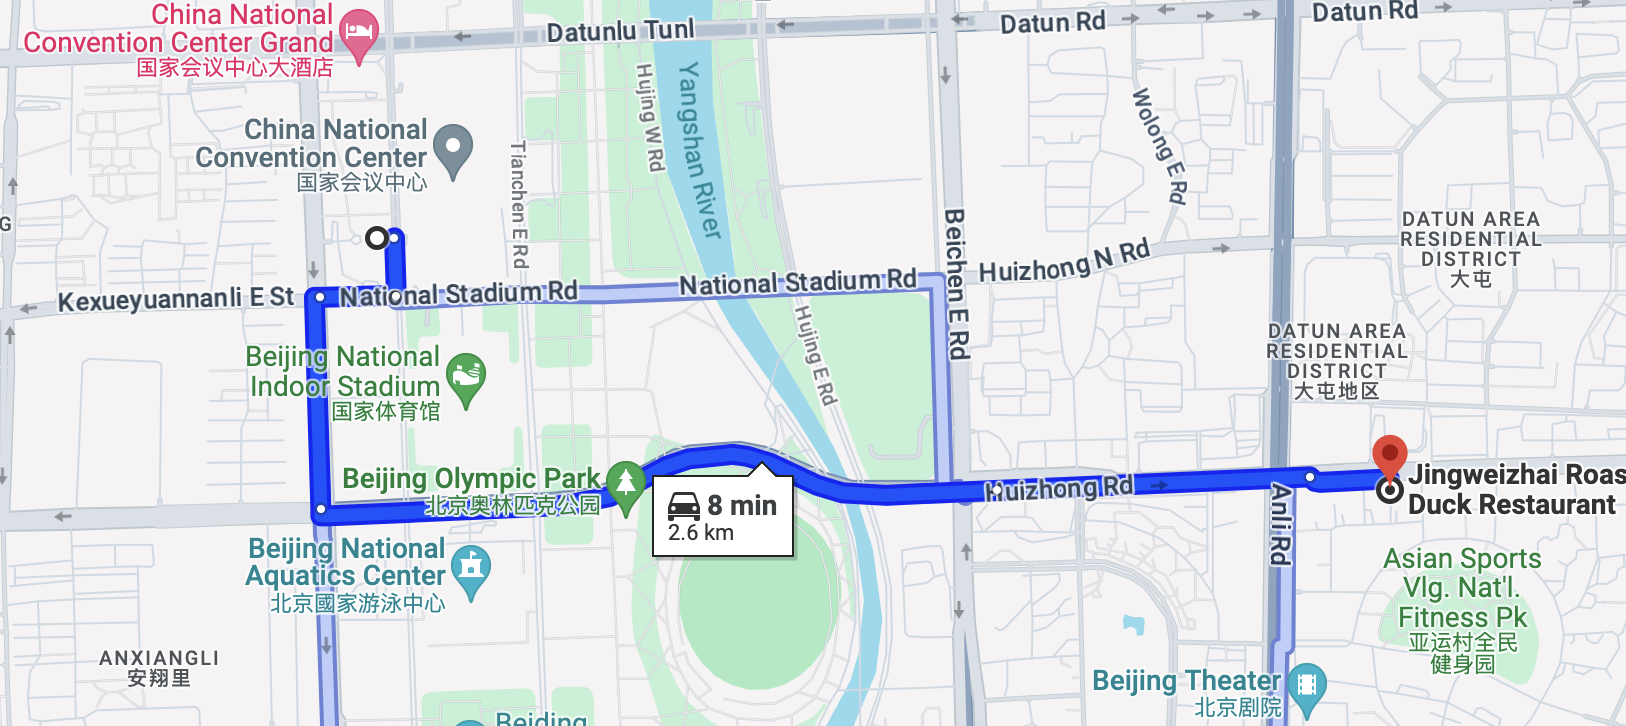 China National
Convention Center Grand
国家会议中心大酒店
Datunlu Tunl
Datun Rd
Datun Rd
China National
Convention Center
国家会议中心
Hujing W Rd
Yangshan River
Tianchen E Rd
Wolong E Rd
G
DATUN AREA
RESIDENTIAL
DISTRICT
大屯
Beichen E Rd
Huizhong N Rd
Kexueyuannanli E St
National Stadium Rd
National Stadium Rd
Hujing E Rd
DATUN AREA
RESIDENTIAL
DISTRICT
大屯地区
Beijing National
Indoor Stadium
国家体育馆
Beijing Olympic Park
北京奥林匹克公园
8 min
2.6 km
Huizhong Rd
Anli Rd
Jingweizhai Roas
Duck Restaurant
Beijing National
Aquatics Center
北京國家游泳中心
Asian Sports
Vlg. Nat'l.
Fitness Pk
亚运村全民
健身园
ANXIANGLI
安翔里
Beijing Theater
北京剧院
Beiding